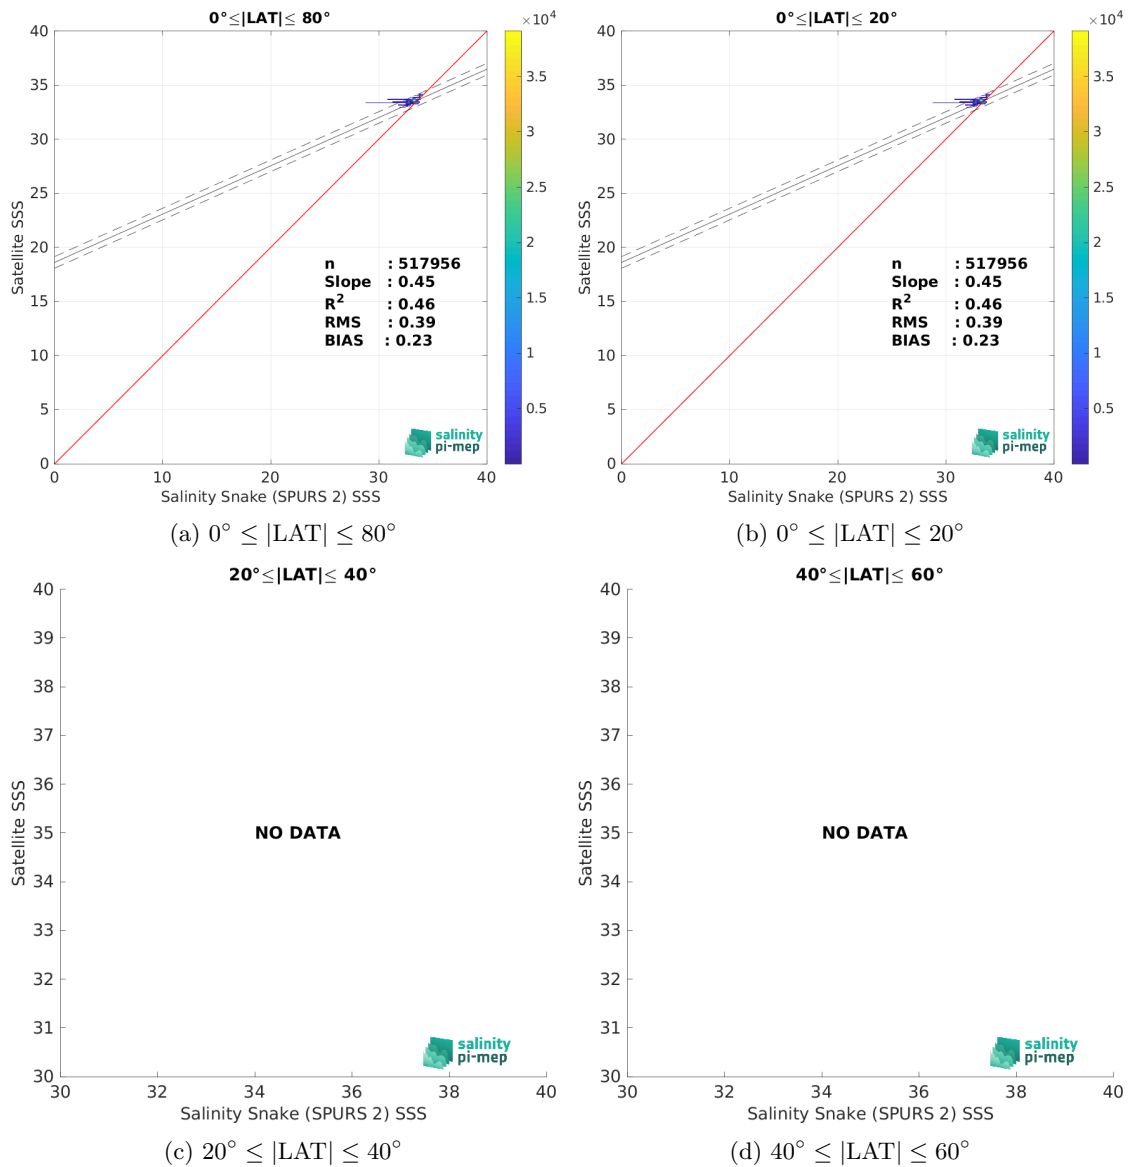 0°≤|LAT|≤ 80°
×10⁴
40
35
30
25
20
15
10
5
0
Satellite SSS
n : 517956
Slope : 0.45
R² : 0.46
RMS : 0.39
BIAS : 0.23
3.5
3
2.5
2
1.5
1
0.5
salinity
pi-mep
0 10 20 30 40
Salinity Snake (SPURS 2) SSS
(a) 0° ≤ |LAT| ≤ 80°
0°≤|LAT|≤ 20°
×10⁴
40
35
30
25
20
15
10
5
0
Satellite SSS
n : 517956
Slope : 0.45
R² : 0.46
RMS : 0.39
BIAS : 0.23
3.5
3
2.5
2
1.5
1
0.5
salinity
pi-mep
0 10 20 30 40
Salinity Snake (SPURS 2) SSS
(b) 0° ≤ |LAT| ≤ 20°
20°≤|LAT|≤ 40°
40
39
38
37
36
35
34
33
32
31
30
Satellite SSS
NO DATA
salinity
pi-mep
30 32 34 36 38 40
Salinity Snake (SPURS 2) SSS
(c) 20° ≤ |LAT| ≤ 40°
40°≤|LAT|≤ 60°
40
39
38
37
36
35
34
33
32
31
30
Satellite SSS
NO DATA
salinity
pi-mep
30 32 34 36 38 40
Salinity Snake (SPURS 2) SSS
(d) 40° ≤ |LAT| ≤ 60°